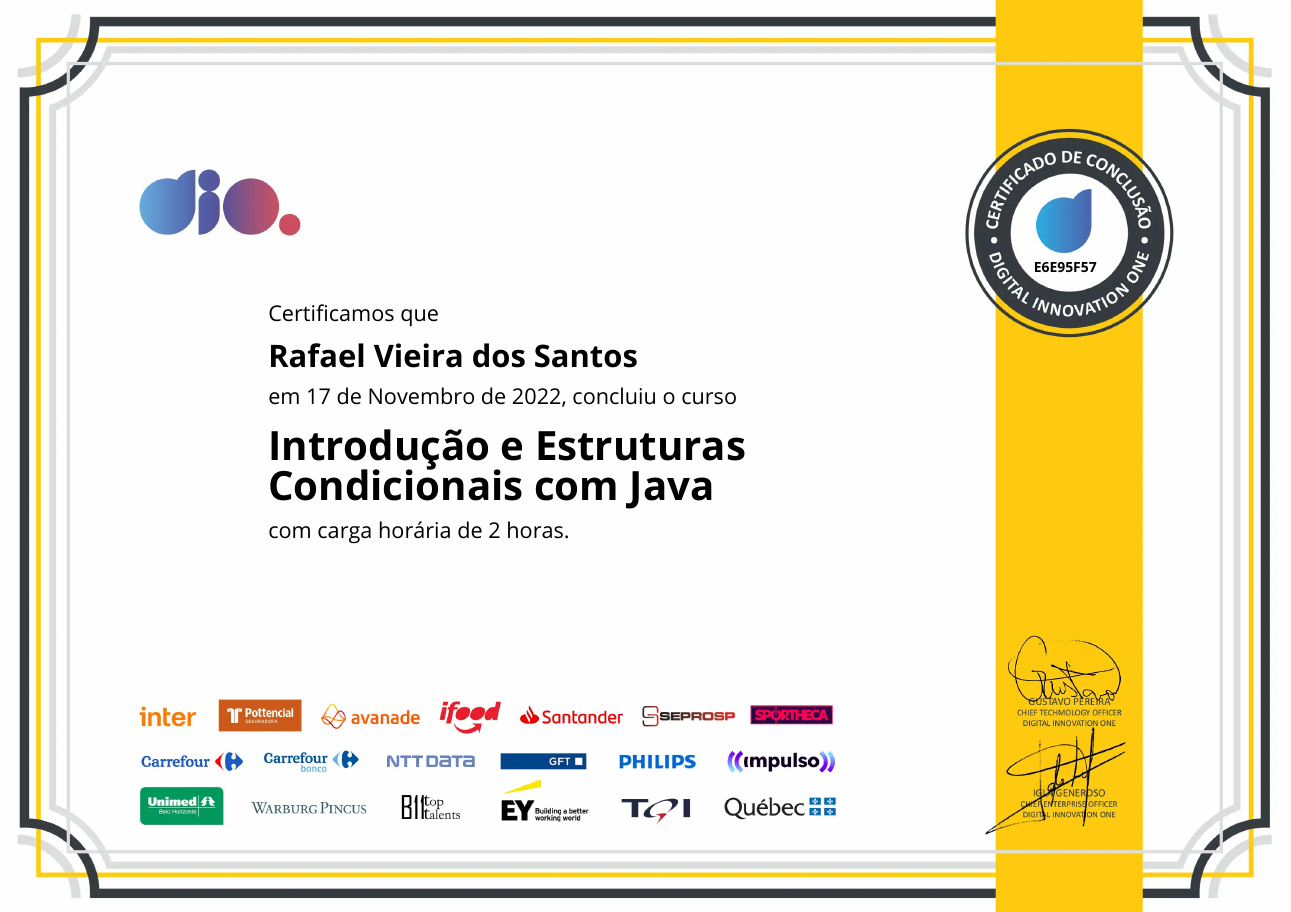 dio.
CERTIFICADO DE CONCLUSÃO
E6E95F57
DIGITAL INNOVATION ONE
Certificamos que
Rafael Vieira dos Santos
em 17 de Novembro de 2022, concluiu o curso
Introdução e Estruturas
Condicionais com Java
com carga horária de 2 horas.
GUSTAVO PEREIRA
CHIEF TECHMOLOGY OFFICER
DIGITAL INNOVATION ONE
IGLÁ GENEROSO
CHIEF ENTERPRISE OFFICER
DIGITAL INNOVATION ONE
inter Pottencial SEGURADORA avanade ifood Santander SEPROSP SPORTHECA
Carrefour Carrefour banco NTT DATA GFT PHILIPS impulso
Unimed Belo Horizonte WARBURG PINCUS top talents EY Building a better working world TQI Québec